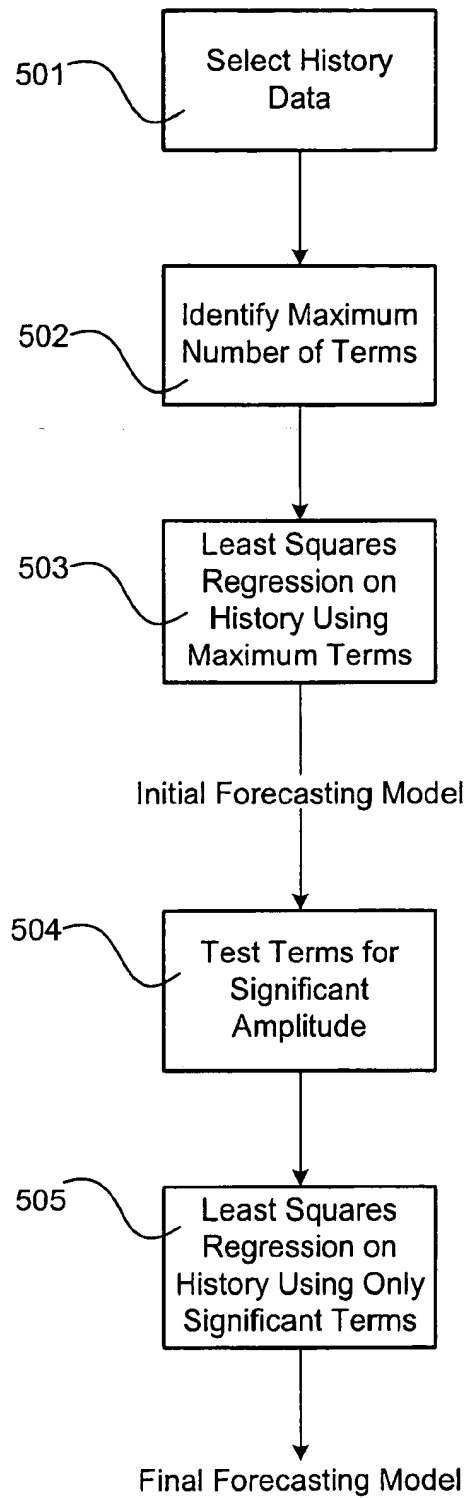 501
Select History
Data
502
Identify Maximum
Number of Terms
503
Least Squares
Regression on
History Using
Maximum Terms
Initial Forecasting Model
504
Test Terms for
Significant
Amplitude
505
Least Squares
Regression on
History Using Only
Significant Terms
Final Forecasting Model